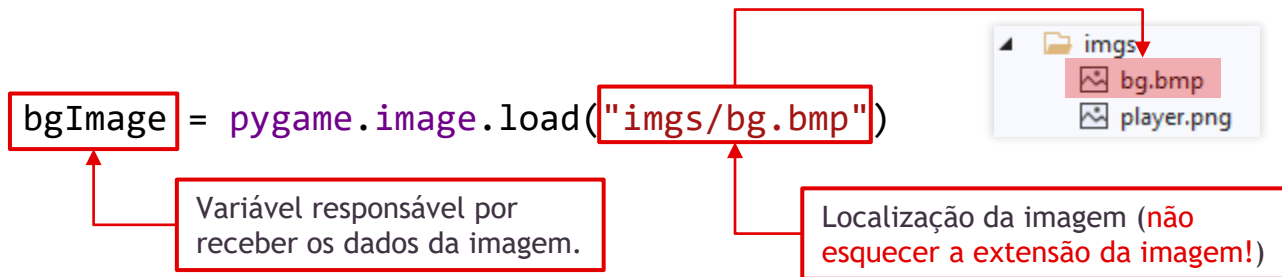 imgs
bg.bmp
player.png
bgImage = pygame.image.load("imgs/bg.bmp")
Variável responsável por
receber os dados da imagem.
Localização da imagem (não
esquecer a extensão da imagem!)